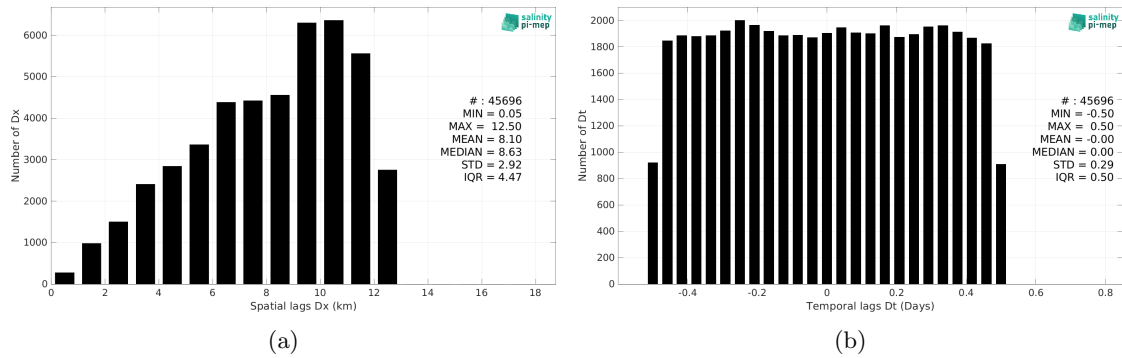 salinity
pi-mep
6000
5000
4000
3000
2000
1000
0
Number of Dx
# : 45696
MIN = 0.05
MAX = 12.50
MEAN = 8.10
MEDIAN = 8.63
STD = 2.92
IQR = 4.47
0 2 4 6 8 10 12 14 16 18
Spatial lags Dx (km)
(a)
salinity
pi-mep
2000
1800
1600
1400
1200
1000
800
600
400
200
0
Number of Dt
# : 45696
MIN = -0.50
MAX = 0.50
MEAN = -0.00
MEDIAN = 0.00
STD = 0.29
IQR = 0.50
-0.4 -0.2 0 0.2 0.4 0.6 0.8
Temporal lags Dt (Days)
(b)